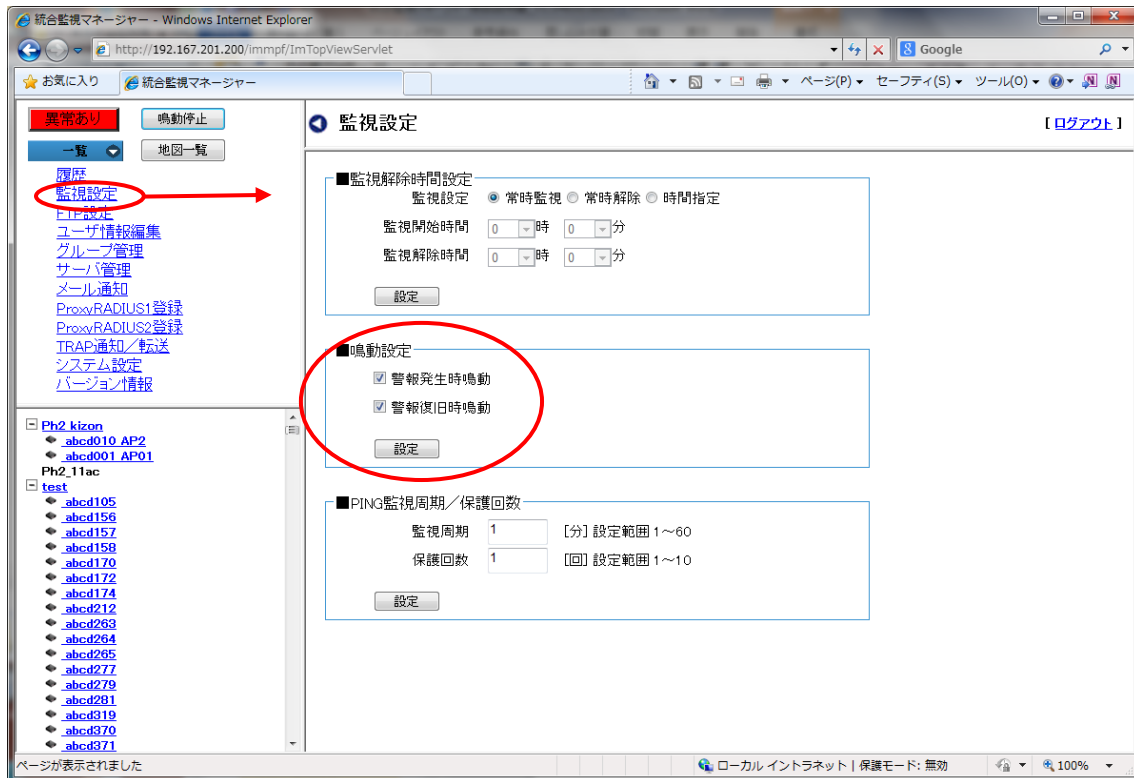 統合監視マネージャー - Windows Internet Explorer
http://192.167.201.200/immpf/ImTopViewServlet
Google
お気に入り
統合監視マネージャー
ページ(P)
セーフティ(S)
ツール(O)
異常あり
鳴動停止
一覧
地図一覧
履歴
監視設定
FTP設定
ユーザ情報編集
グループ管理
サーバ管理
メール通知
ProxyRADIUS1登録
ProxyRADIUS2登録
TRAP通知／転送
システム設定
バージョン情報
Ph2 kizon
abcd010 AP2
abcd001 AP01
Ph2_11ac
test
abcd105
abcd156
abcd157
abcd158
abcd170
abcd172
abcd174
abcd212
abcd263
abcd264
abcd265
abcd277
abcd279
abcd281
abcd319
abcd370
abcd371
監視設定
[ ログアウト ]
■監視解除時間設定
監視設定 常時監視 常時解除 時間指定
監視開始時間 0 時 0 分
監視解除時間 0 時 0 分
設定
■鳴動設定
警報発生時鳴動
警報復旧時鳴動
設定
■PING監視周期／保護回数
監視周期 1 [分] 設定範囲 1～60
保護回数 1 [回] 設定範囲 1～10
設定
ページが表示されました
ローカル イントラネット | 保護モード: 無効
100%